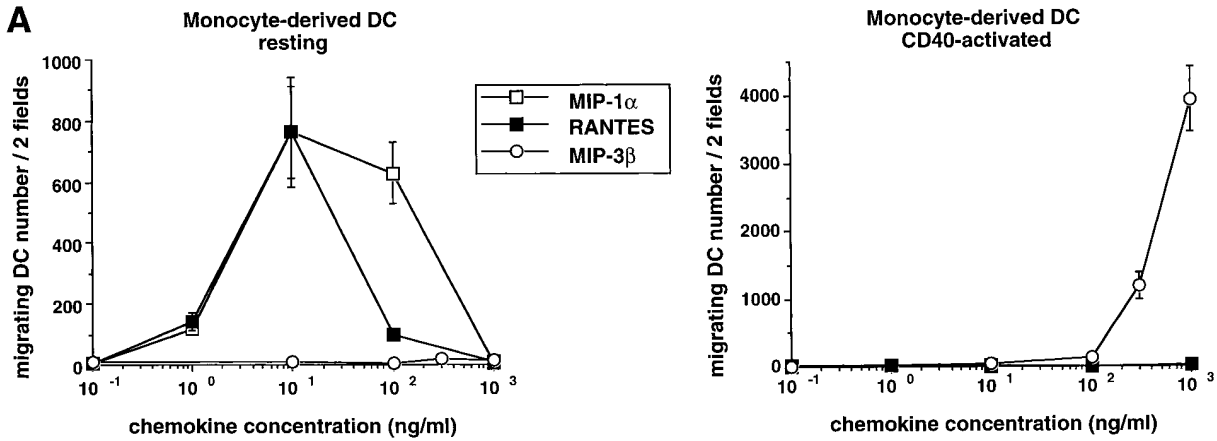 A
Monocyte-derived DC
resting
migrating DC number / 2 fields
1000
800
600
400
200
0
10 -1
10 0
10 1
10 2
10 3
chemokine concentration (ng/ml)
MIP-1α
RANTES
MIP-3β
Monocyte-derived DC
CD40-activated
migrating DC number / 2 fields
4000
3000
2000
1000
0
10 -1
10 0
10 1
10 2
10 3
chemokine concentration (ng/ml)